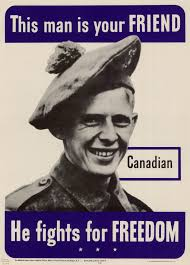 This man is your FRIEND
Canadian
He fights for FREEDOM